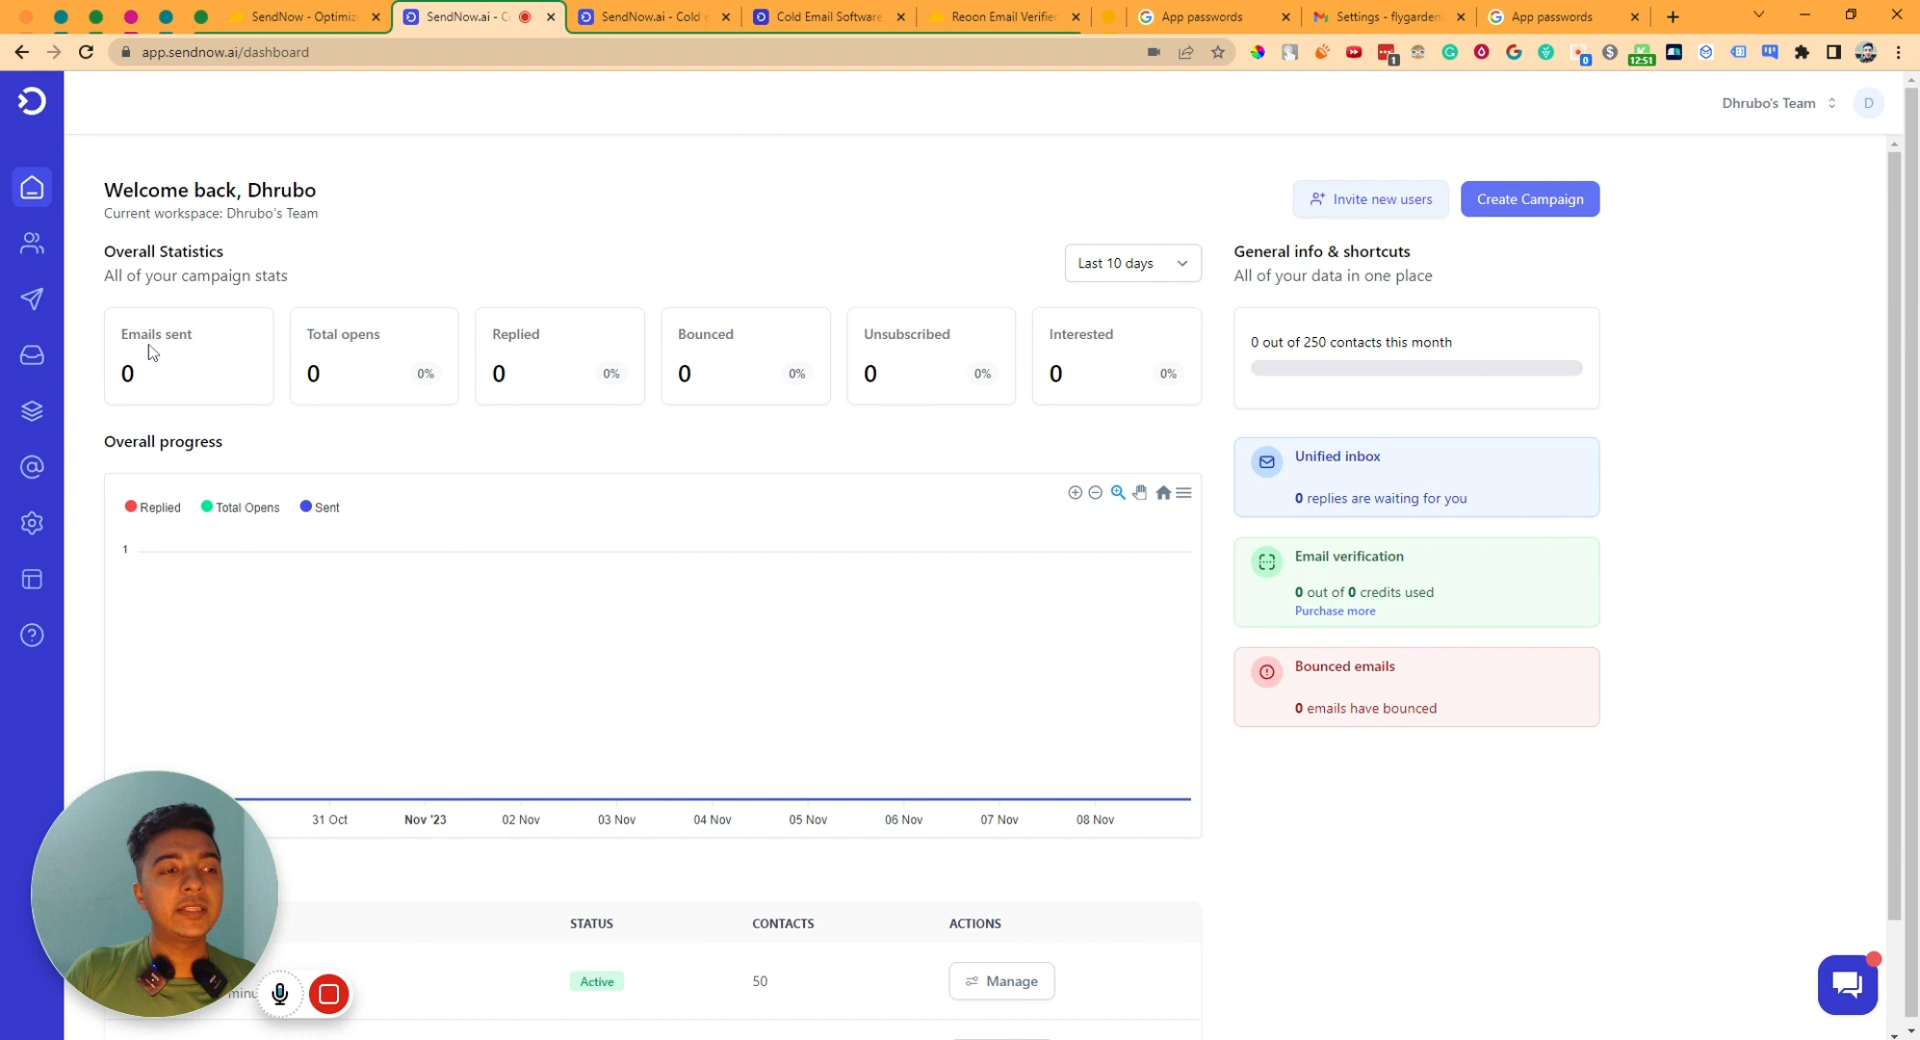 SendNow - Optimiz
SendNow.ai - C
SendNow.ai - Cold e
Cold Email Software
Reoon Email Verifier
App passwords
Settings - flygarden
App passwords
app.sendnow.ai/dashboard
1
0
12:51
Dhrubo's Team
D
Welcome back, Dhrubo
Current workspace: Dhrubo's Team
Invite new users
Create Campaign
Overall Statistics
All of your campaign stats
Last 10 days
General info & shortcuts
All of your data in one place
Emails sent
0
Total opens
0
0%
Replied
0
0%
Bounced
0
0%
Unsubscribed
0
0%
Interested
0
0%
0 out of 250 contacts this month
Overall progress
Replied
Total Opens
Sent
1
31 Oct
Nov '23
02 Nov
03 Nov
04 Nov
05 Nov
06 Nov
07 Nov
08 Nov
Unified inbox
0 replies are waiting for you
Email verification
0 out of 0 credits used
Purchase more
Bounced emails
0 emails have bounced
STATUS
CONTACTS
ACTIONS
Active
50
Manage